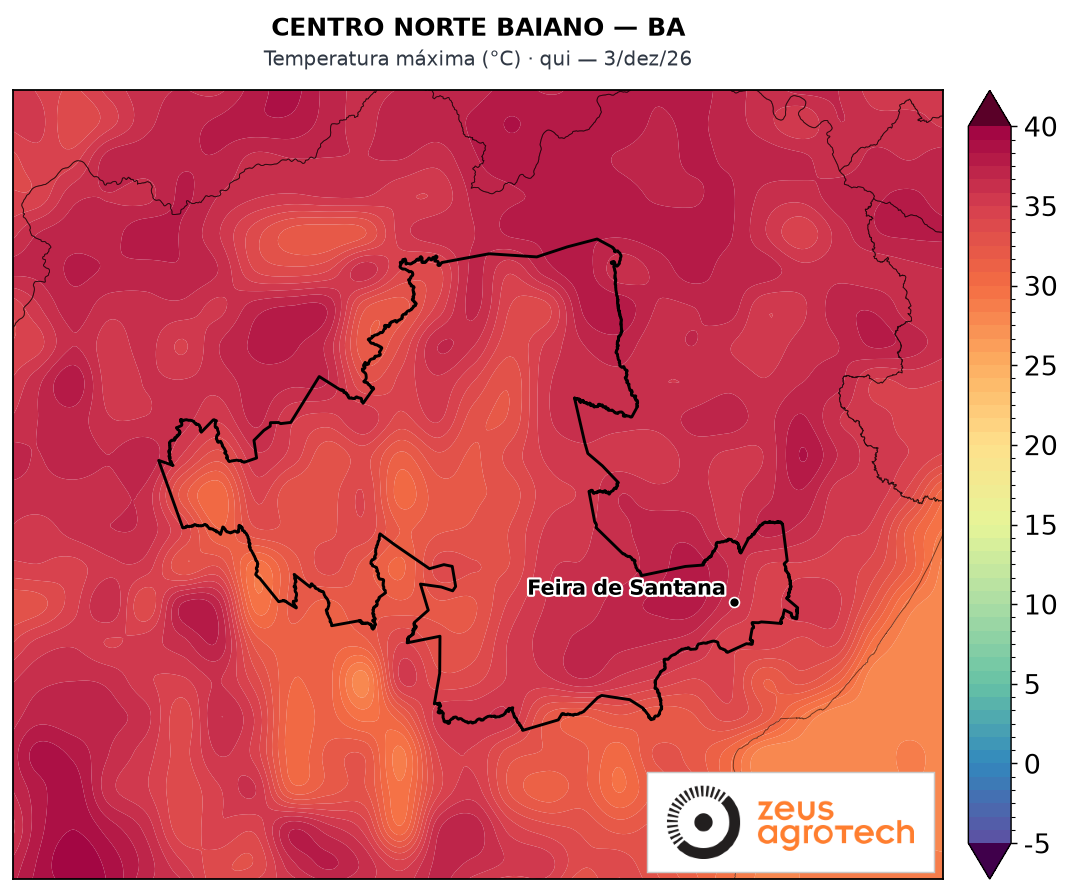 CENTRO NORTE BAIANO — BA
Temperatura máxima (°C) · qui — 3/dez/26
40
35
30
25
20
15
10
5
0
-5
Feira de Santana
zeus
agrotech